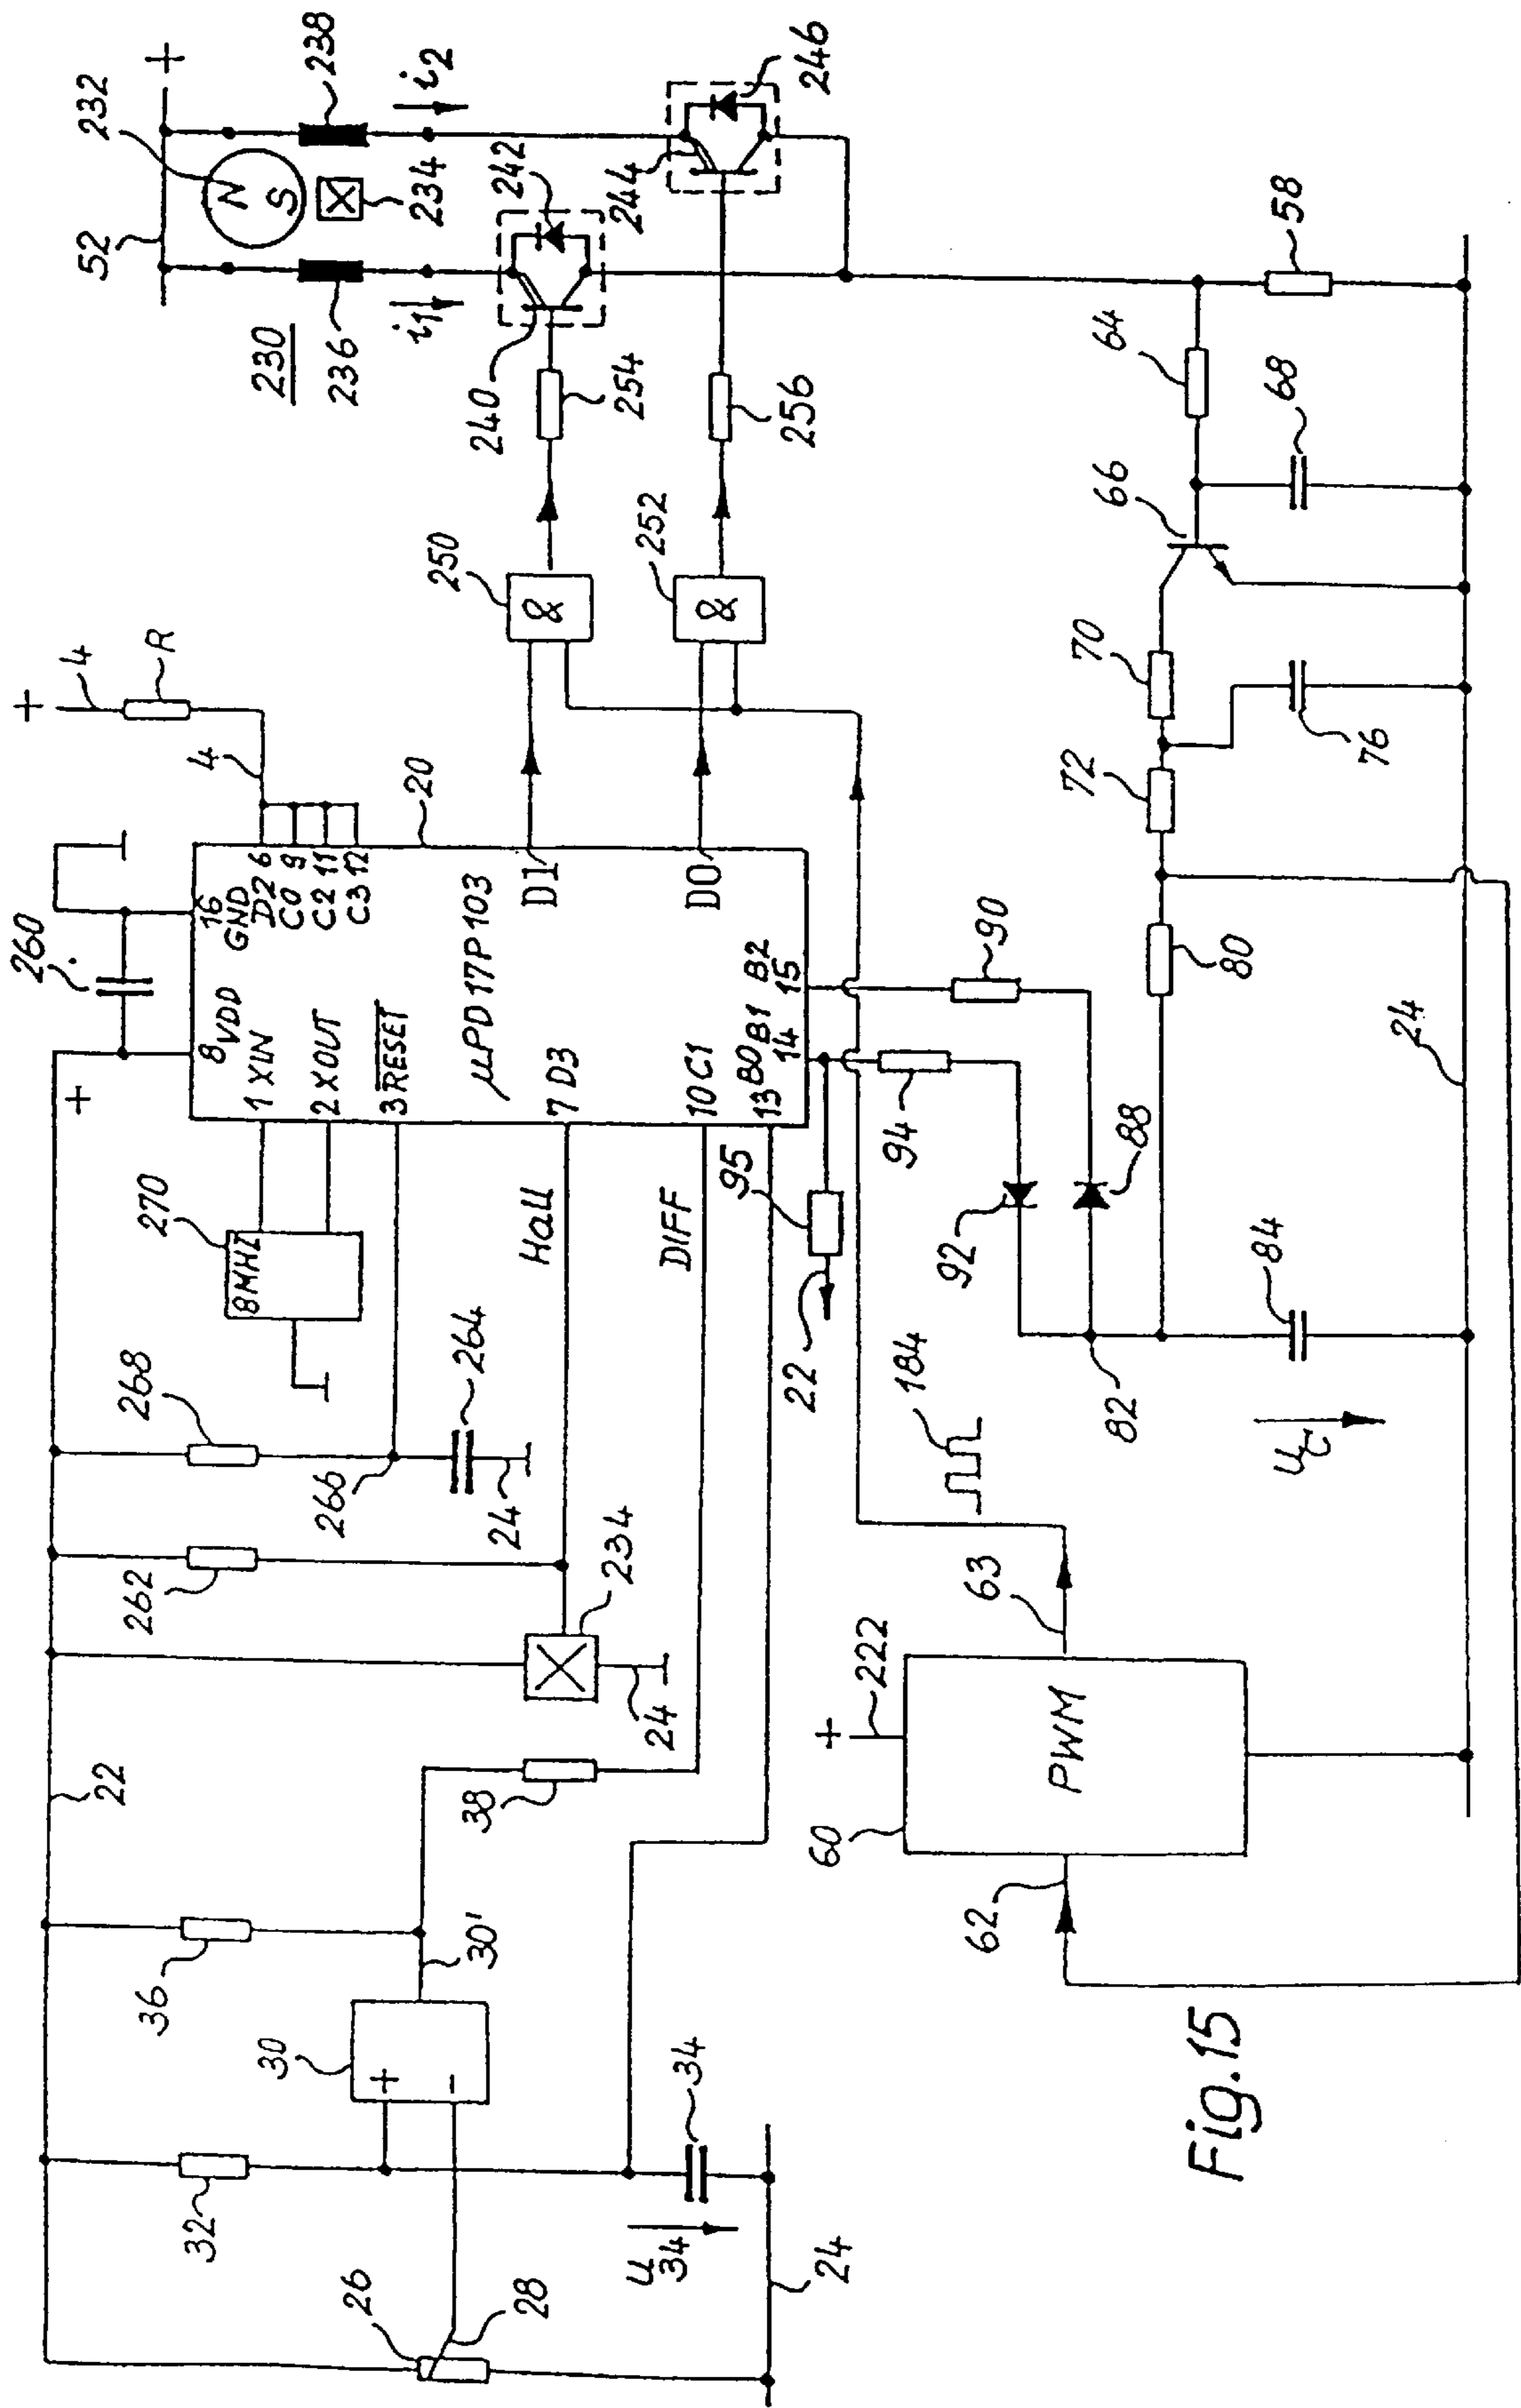 +
4
R
260
+
8 VDD
16 GND
D2 6
C0 9
C2 11
C3 12
1 XIN
2 XOUT
3 RESET
µPD 17P 103
7 D3
10 C1
13 B0
B1 14
B2 15
D1
D0
4
20
270
8MHZ
268
266
264
24
262
234
24
Hall
DIFF
22
36
38
30
30'
+
-
32
34
u34
26
28
24
52
232
+
N
S
234
238
236
230
i1
i2
240
242
244
246
250
&
252
&
254
256
95
22
94
90
92
88
184
82
84
uC
80
72
70
76
66
64
68
58
24
60
+
222
PWM
62
63
Fig.15